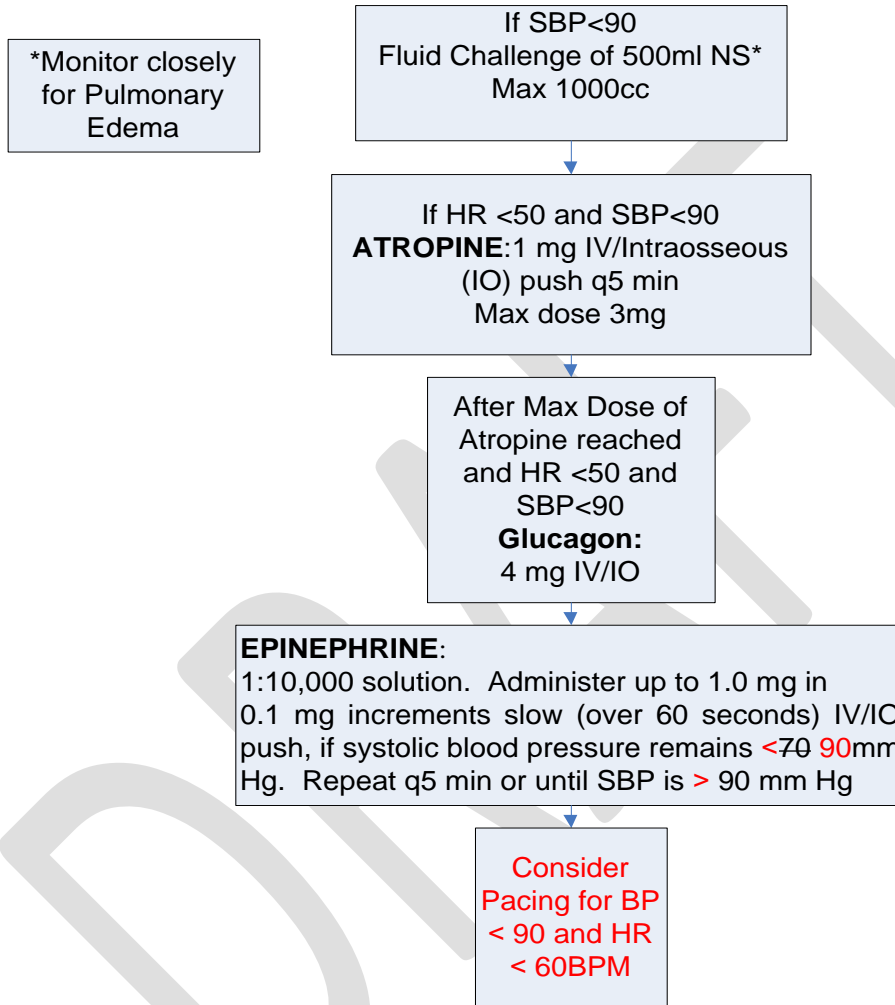 *Monitor closely
for Pulmonary
Edema
If SBP<90
Fluid Challenge of 500ml NS*
Max 1000cc
If HR <50 and SBP<90
ATROPINE:1 mg IV/Intraosseous
(IO) push q5 min
Max dose 3mg
After Max Dose of
Atropine reached
and HR <50 and
SBP<90
Glucagon:
4 mg IV/IO
EPINEPHRINE:
1:10,000 solution.  Administer up to 1.0 mg in
0.1 mg increments slow (over 60 seconds) IV/IO
push, if systolic blood pressure remains <70 90mm
Hg.  Repeat q5 min or until SBP is > 90 mm Hg
Consider
Pacing for BP
< 90 and HR
< 60BPM
DRAFT